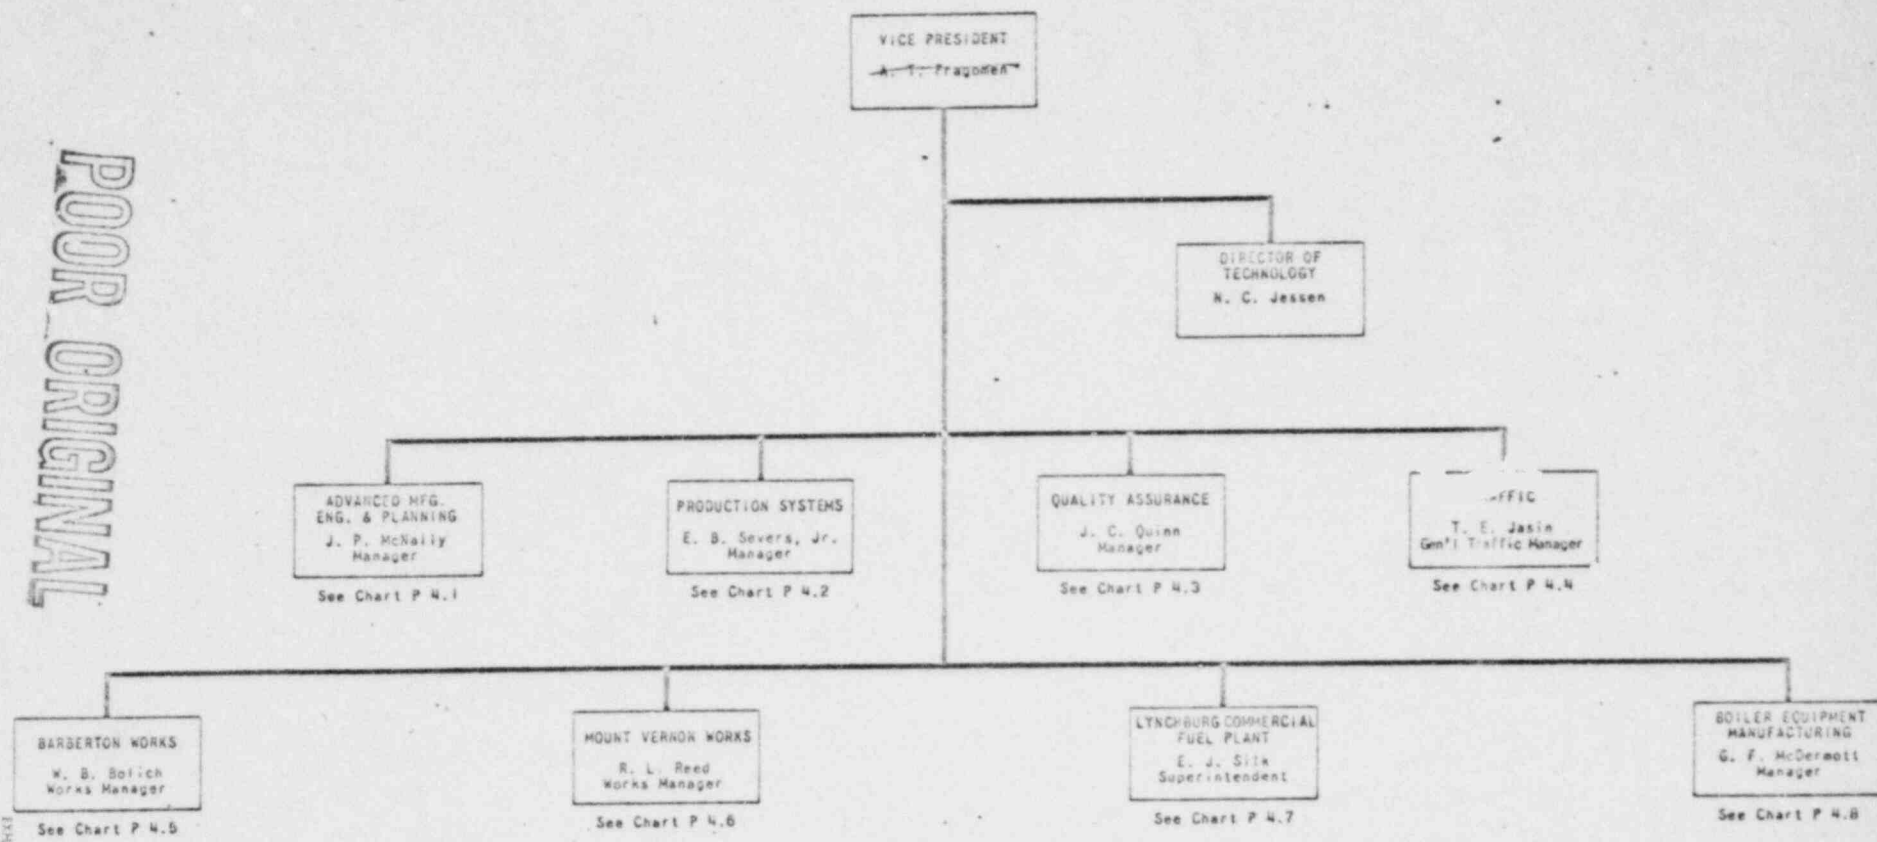 VICE PRESIDENT
A. T. Fragomen
DIRECTOR OF
TECHNOLOGY
N. C. Jessen
POOR ORIGINAL
ADVANCED MFG.
ENG. & PLANNING
J. P. McNally
Manager
See Chart P 4.1
PRODUCTION SYSTEMS
E. B. Severs, Jr.
Manager
See Chart P 4.2
QUALITY ASSURANCE
J. C. Quinn
Manager
See Chart P 4.3
FFIC
T. E. Jasin
Gen'l Traffic Manager
See Chart P 4.4
BARBERTON WORKS
W. B. Bolich
Works Manager
See Chart P 4.5
MOUNT VERNON WORKS
R. L. Reed
Works Manager
See Chart P 4.6
LYNCHBURG COMMERCIAL
FUEL PLANT
E. J. Silk
Superintendent
See Chart P 4.7
BOILER EQUIPMENT
MANUFACTURING
G. F. McDermott
Manager
See Chart P 4.8